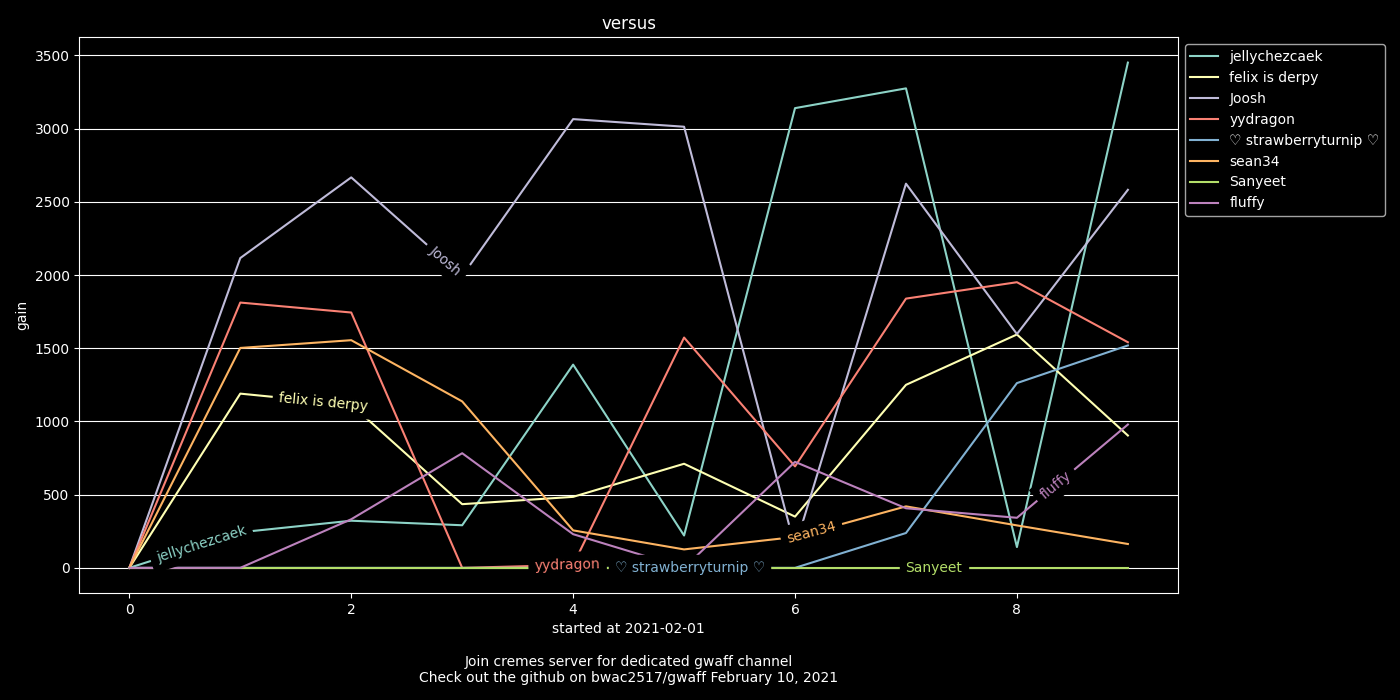 versus
3500
3000
2500
2000
1500
1000
500
0
gain
0
2
4
6
8
started at 2021-02-01
Joosh
felix is derpy
jellychezcaek
yydragon
♡ strawberryturnip ♡
sean34
Sanyeet
fluffy
jellychezcaek
felix is derpy
Joosh
yydragon
♡ strawberryturnip ♡
sean34
Sanyeet
fluffy
Join cremes server for dedicated gwaff channel
Check out the github on bwac2517/gwaff February 10, 2021